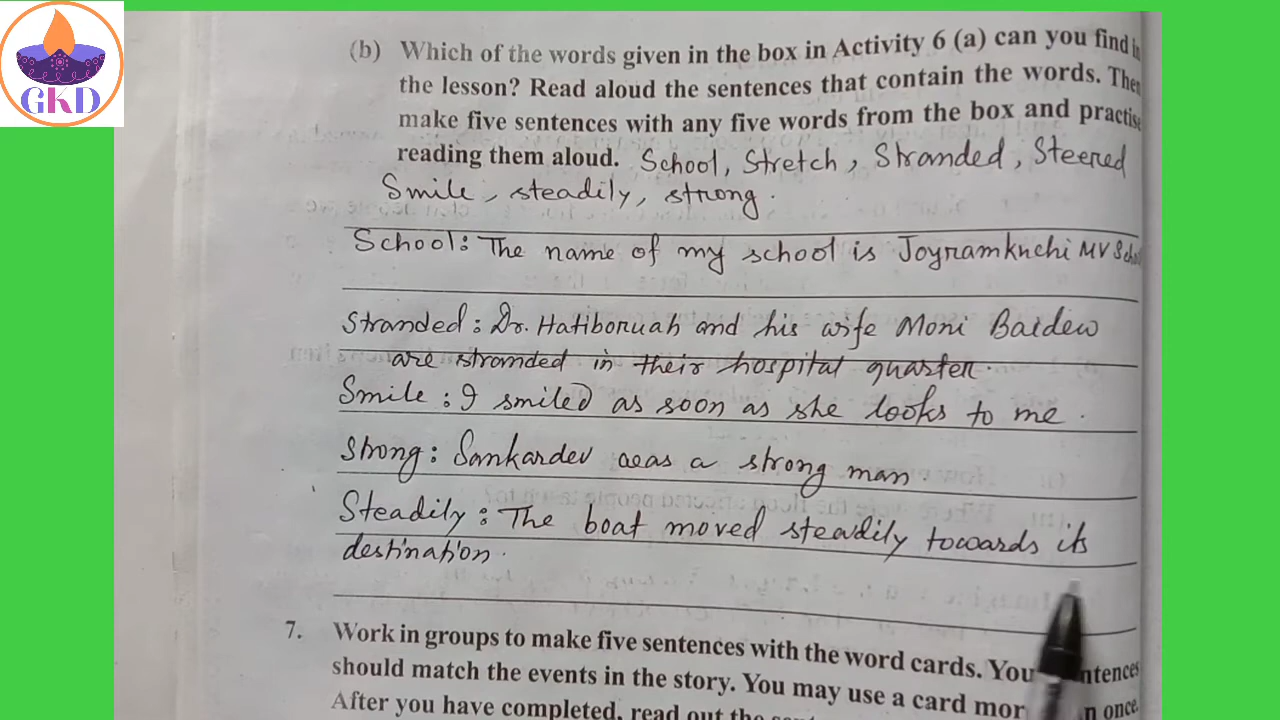 GKD
(b) Which of the words given in the box in Activity 6 (a) can you find in
the lesson? Read aloud the sentences that contain the words. Then
make five sentences with any five words from the box and practise
reading them aloud. School, Stretch, Stranded, Steered
Smile, steadily, strong.
School: The name of my school is Joyramkuchi MV School
Stranded: Dr. Hatiboruah and his wife Moni Baidew
are stranded in their hospital quarter.
Smile: I smiled as soon as she looks to me.
Strong: Sankardev was a strong man.
Steadily: The boat moved steadily towards its
destination.
7. Work in groups to make five sentences with the word cards. You
should match the events in the story. You may use a card mor n once.
After you have completed, read out the